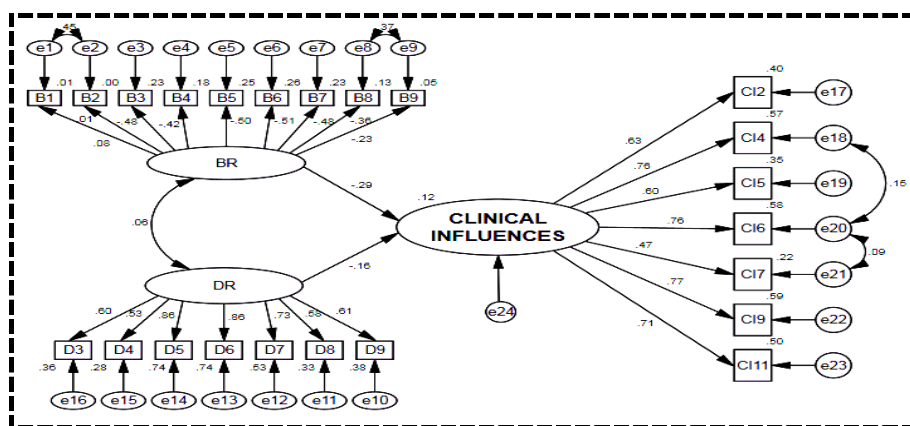 .45 .37
e1 e2 e3 e4 e5 e6 e7 e8 e9
.01 .00 .23 .18 .25 .26 .23 .13 .05
B1 B2 B3 B4 B5 B6 B7 B8 B9
.08 .01 -.48 -.42 -.50 -.51 -.48 -.36 -.23
BR
-.29
.06
.12
CLINICAL
INFLUENCES
-.16
DR
e24
.60 .53 .86 .86 .73 .58 .61
D3 D4 D5 D6 D7 D8 D9
.36 .28 .74 .74 .53 .33 .38
e16 e15 e14 e13 e12 e11 e10
.40
.63 CI2 e17
.57
.76 CI4 e18
.35
.60 CI5 e19
.15
.58
.76 CI6 e20
.09
.22
.47 CI7 e21
.59
.77 CI9 e22
.50
.71 CI11 e23